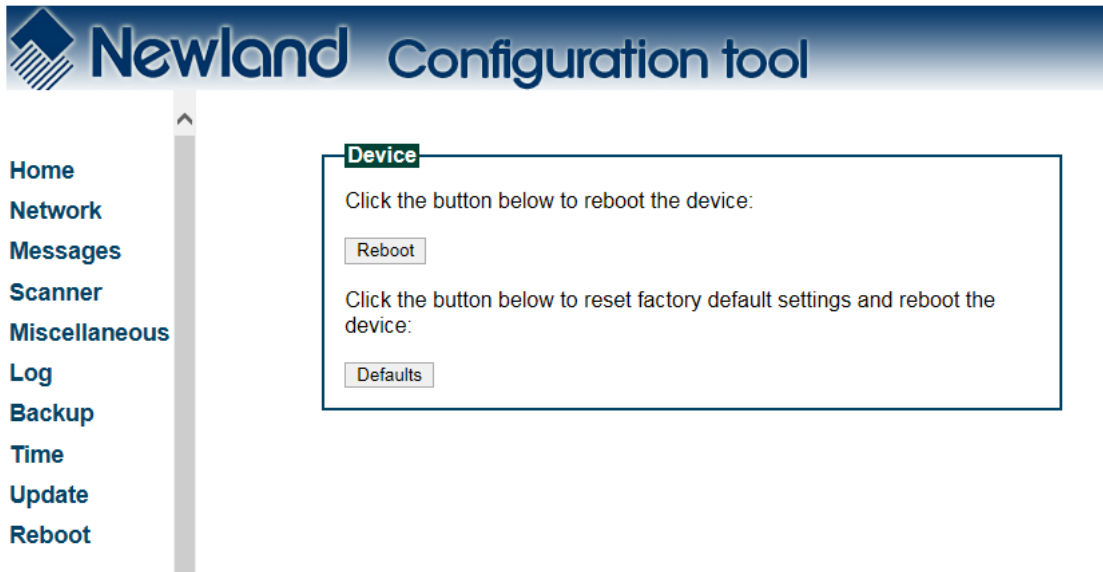 Newland Configuration tool
Home
Network
Messages
Scanner
Miscellaneous
Log
Backup
Time
Update
Reboot
Device
Click the button below to reboot the device:
Reboot
Click the button below to reset factory default settings and reboot the
device:
Defaults